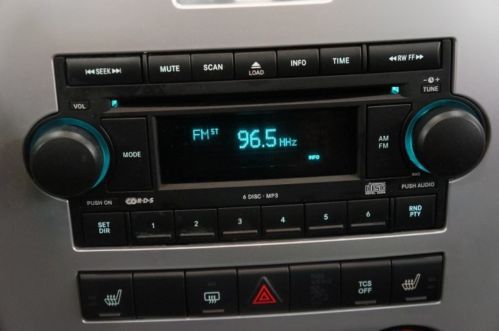 SEEK
MUTE SCAN LOAD INFO TIME
RW FF
VOL
TUNE
MODE
FM ST 96.5 MHz
INFO
AM
FM
PUSH ON
R·D·S
6 DISC · MP3
disc
PUSH AUDIO
SET
DIR
1 2 3 4 5 6
RND
PTY
TCS
OFF